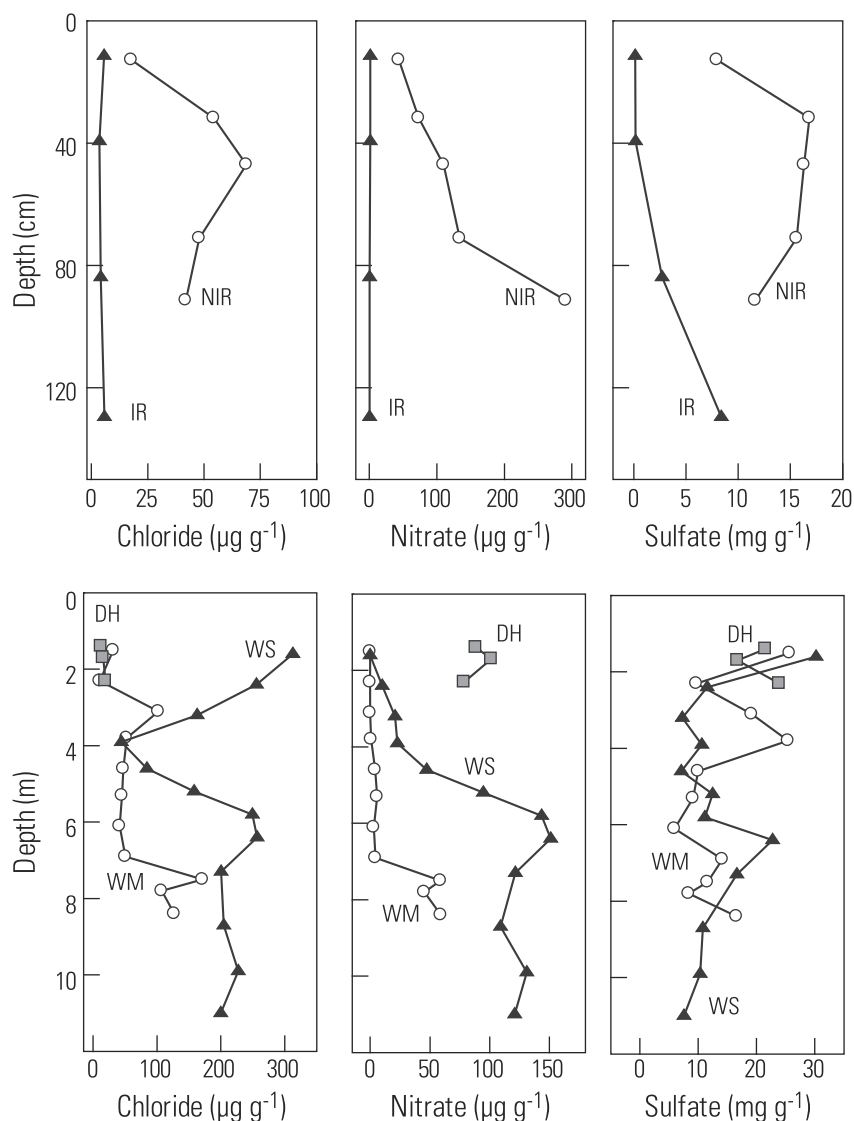 0
40
80
120
Depth (cm)
NIR
IR
0 25 50 75 100
Chloride (µg g-1)
NIR
IR
0 100 200 300
Nitrate (µg g-1)
NIR
IR
0 5 10 15 20
Sulfate (mg g-1)
0
2
4
6
8
10
Depth (m)
DH
WS
WM
0 100 200 300
Chloride (µg g-1)
DH
WS
WM
0 50 100 150
Nitrate (µg g-1)
DH
WM
WS
0 10 20 30
Sulfate (mg g-1)